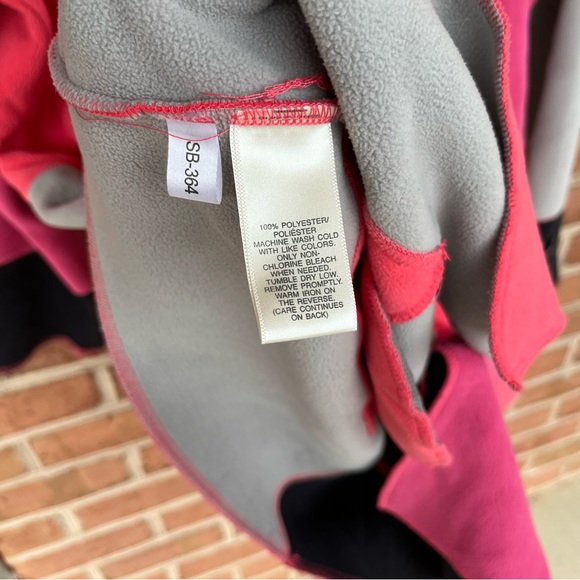 SB-364
100% POLYESTER/
POLIÉSTER
MACHINE WASH COLD
WITH LIKE COLORS.
ONLY NON-
CHLORINE BLEACH
WHEN NEEDED.
TUMBLE DRY LOW.
REMOVE PROMPTLY.
WARM IRON ON
THE REVERSE.
(CARE CONTINUES
ON BACK)